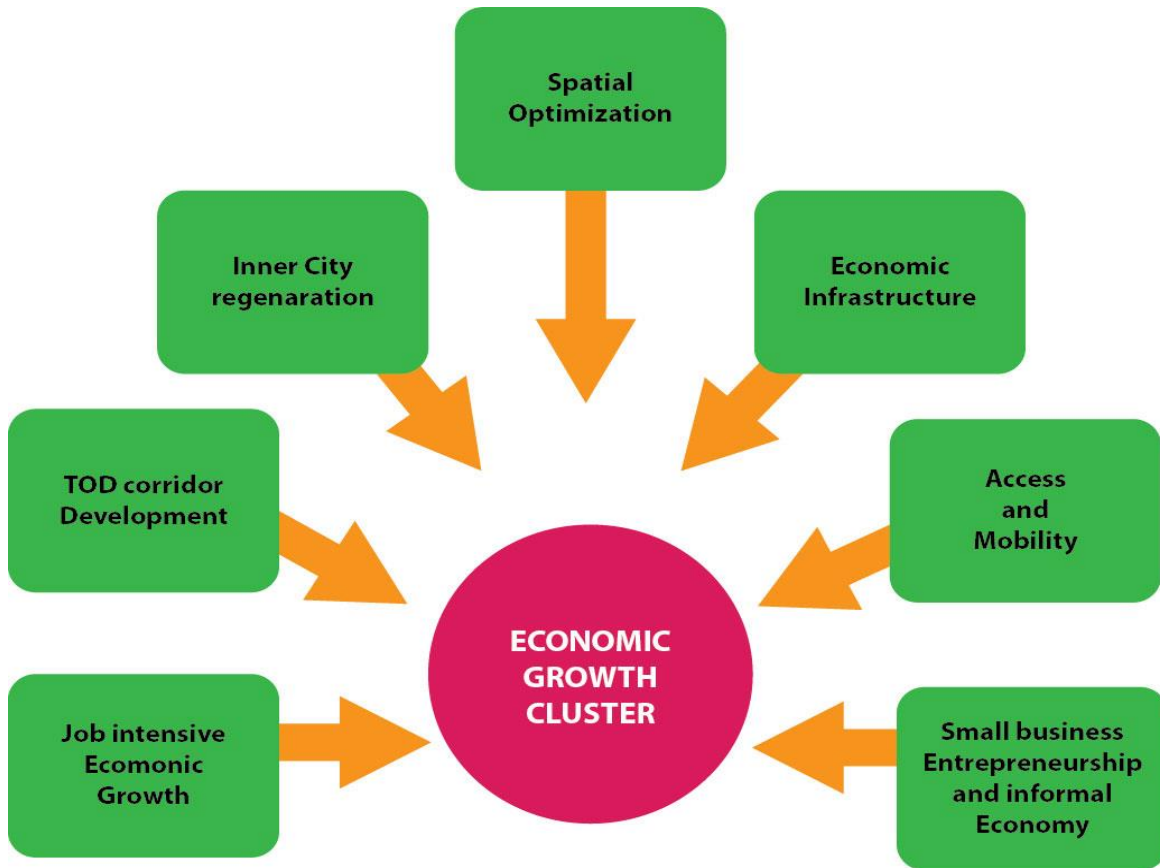 Spatial
Optimization
Inner City
regenaration
Economic
Infrastructure
TOD corridor
Development
Access
and
Mobility
ECONOMIC
GROWTH
CLUSTER
Job intensive
Ecomonic
Growth
Small business
Entrepreneurship
and informal
Economy